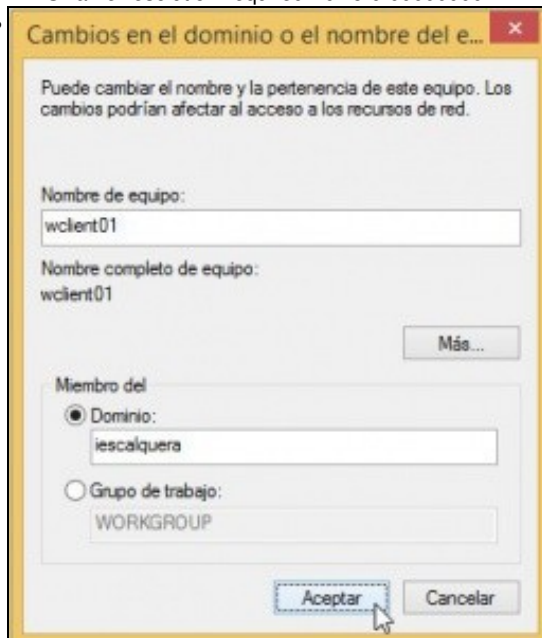 Cambios en el dominio o el nombre del e...
Puede cambiar el nombre y la pertenencia de este equipo. Los
cambios podrían afectar al acceso a los recursos de red.
Nombre de equipo:
wclient01
Nombre completo de equipo:
wclient01
Más...
Miembro del
Dominio:
iescalquera
Grupo de trabajo:
WORKGROUP
Aceptar
Cancelar